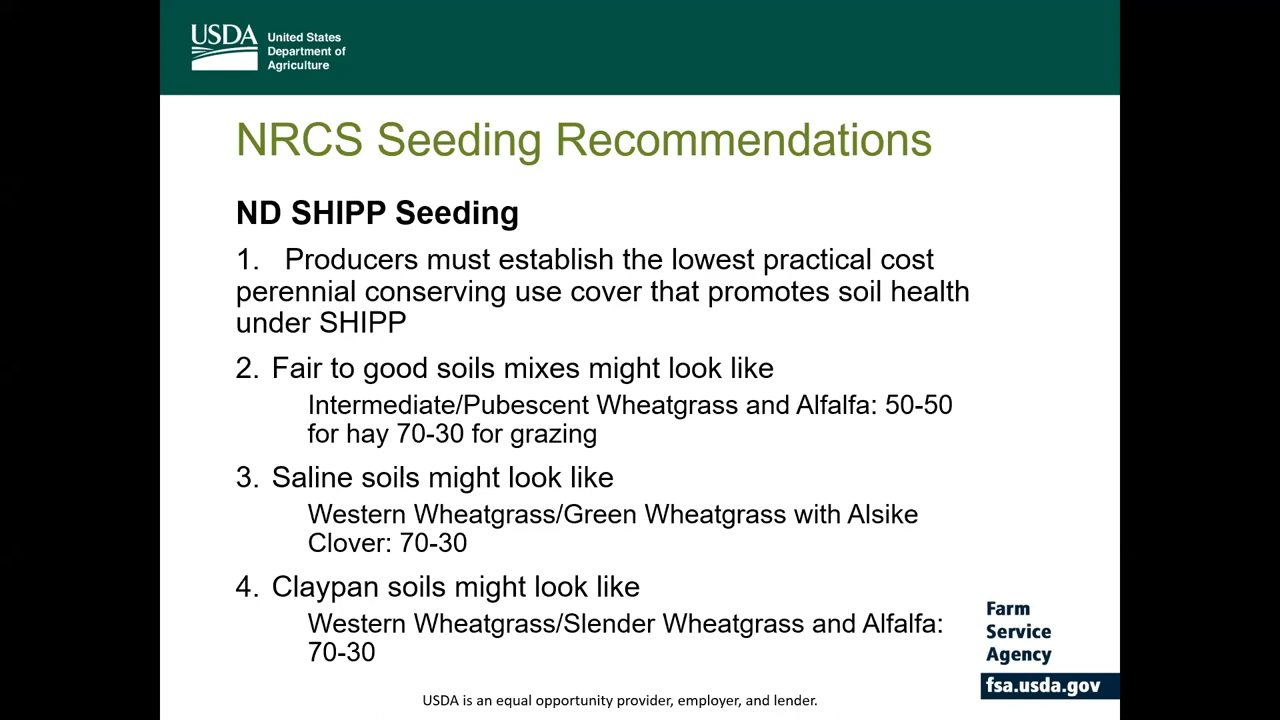 USDA
United States
Department of
Agriculture
NRCS Seeding Recommendations
ND SHIPP Seeding
1. Producers must establish the lowest practical cost
perennial conserving use cover that promotes soil health
under SHIPP
2. Fair to good soils mixes might look like
Intermediate/Pubescent Wheatgrass and Alfalfa: 50-50
for hay 70-30 for grazing
3. Saline soils might look like
Western Wheatgrass/Green Wheatgrass with Alsike
Clover: 70-30
4. Claypan soils might look like
Western Wheatgrass/Slender Wheatgrass and Alfalfa:
70-30
Farm
Service
Agency
fsa.usda.gov
USDA is an equal opportunity provider, employer, and lender.